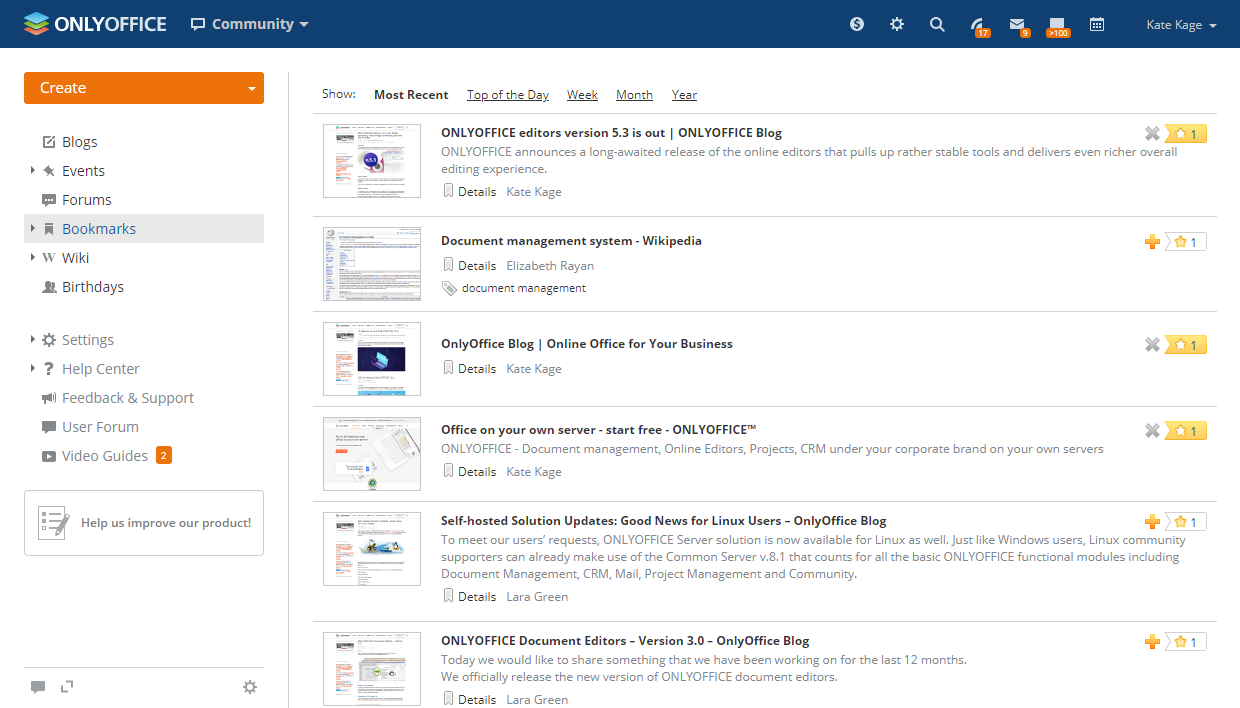 ONLYOFFICE Community
17 9 >100 Kate Kage
Create
Blogs
Events
Forums
Bookmarks
Wiki
Birthdays
Settings
Help Center
Feedback & Support
User Forum
Video Guides 2
Help us improve our product!
Show: Most Recent Top of the Day Week Month Year
ONLYOFFICE editors version 5.3 is out | ONLYOFFICE Blog 1
ONLYOFFICE announces a long-awaited release of the online editors that pulls up rather stable tools and delivers even richer overall
editing experience.
Details Kate Kage
Document management system - Wikipedia 1
Details Elizabeth Rayan
document management
OnlyOffice Blog | Online Office for Your Business 1
Details Kate Kage
Office on your own server - start free - ONLYOFFICE™ 1
ONLYOFFICE - Document management, Online Editors, Projects, CRM under your corporate brand on your own servers
Details Kate Kage
Self-hosted Solution Updates: Good News for Linux Users – OnlyOffice Blog 1
To meet our users’ requests, ONLYOFFICE Server solution is now available for Linux as well. Just like Windows users, Linux community
supporters can already make use of the Common Server v.8.1 that counts for all the basic ONLYOFFICE functional modules including
Document Management, CRM, Mail, Project Management and Community.
Details Lara Green
ONLYOFFICE Document Editors – Version 3.0 – OnlyOffice Blog 1
Today we would like to share something that we have been working on for the last 12 months.
We officially release the new version of ONLYOFFICE document editors.
Details Lara Green